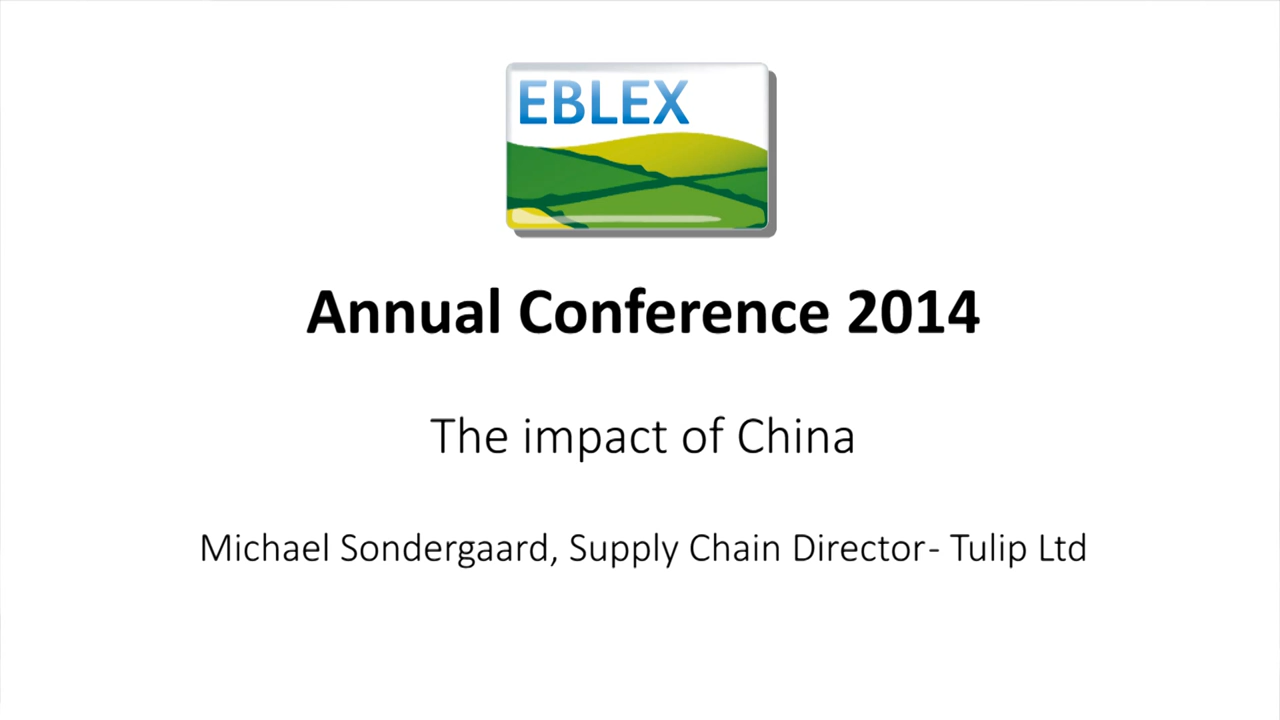 EBLEX
Annual Conference 2014
The impact of China
Michael Sondergaard, Supply Chain Director- Tulip Ltd